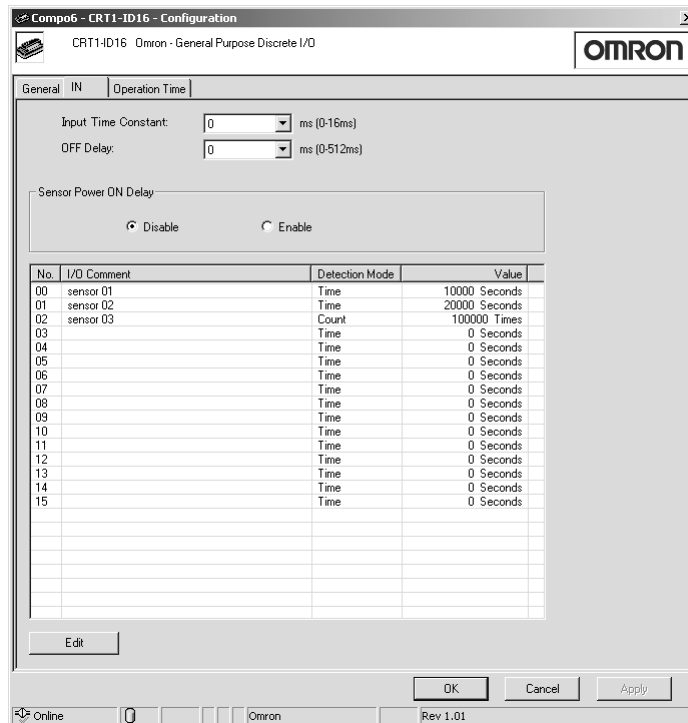 Compo6 - CRT1-ID16 - Configuration
CRT1-ID16 Omron - General Purpose Discrete I/O
OMRON
General IN Operation Time
Input Time Constant: 0 ms (0-16ms)
OFF Delay: 0 ms (0-512ms)
Sensor Power ON Delay
Disable Enable
No. I/O Comment Detection Mode Value
00 sensor 01 Time 10000 Seconds
01 sensor 02 Time 20000 Seconds
02 sensor 03 Count 100000 Times
03 Time 0 Seconds
04 Time 0 Seconds
05 Time 0 Seconds
06 Time 0 Seconds
07 Time 0 Seconds
08 Time 0 Seconds
09 Time 0 Seconds
10 Time 0 Seconds
11 Time 0 Seconds
12 Time 0 Seconds
13 Time 0 Seconds
14 Time 0 Seconds
15 Time 0 Seconds
Edit
OK Cancel Apply
Online Omron Rev 1.01